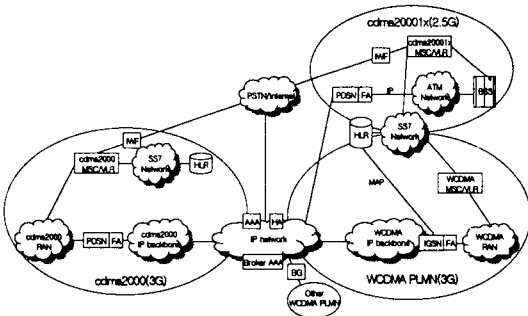 cdma20001x(2.5G)
cdma20001x
MSC/VLR
IWF
PSTN/Internet
PDSN
FA
IP
ATM
Network
BSS
IWF
HLR
SS7
Network
cdma2000
MSC/VLR
SS7
Network
HLR
MAP
WCDMA
MSC/VLR
AAA
HA
cdma2000
RAN
PDSN
FA
cdma2000
IP backbone
IP network
WCDMA
IP backbone
IGSN
FA
WCDMA
RAN
Broker AAA
BG
cdma2000(3G)
Other
WCDMA PLMN
WCDMA PLMN(3G)